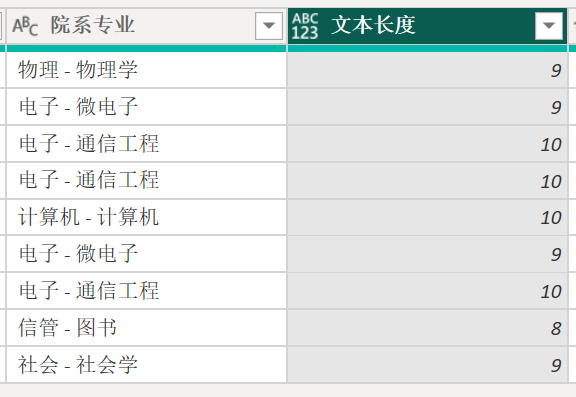 ABC 院系专业 ABC 123 文本长度
物理 - 物理学 9
电子 - 微电子 9
电子 - 通信工程 10
电子 - 通信工程 10
计算机 - 计算机 10
电子 - 微电子 9
电子 - 通信工程 10
信管 - 图书 8
社会 - 社会学 9